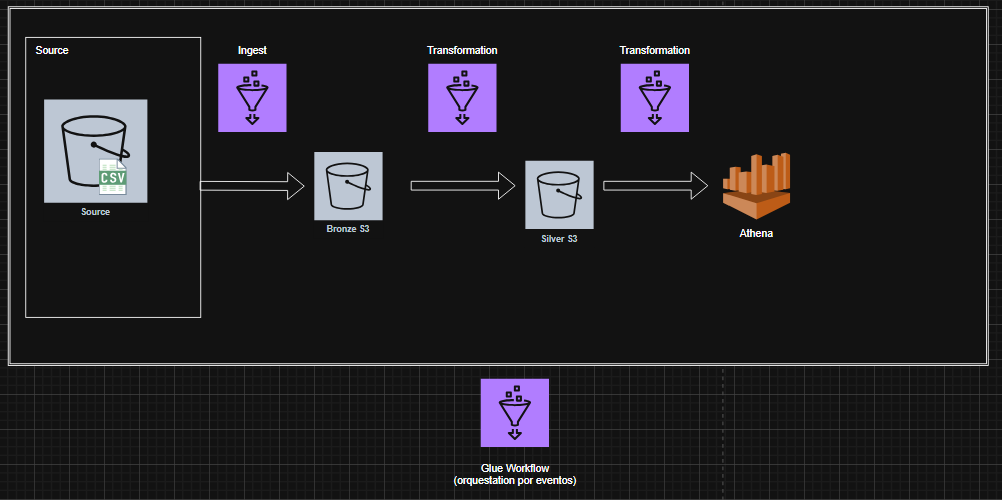 Source
Ingest
Transformation
Transformation
CSV
Source
Bronze S3
Silver S3
Athena
Glue Workflow
(orquestation por eventos)